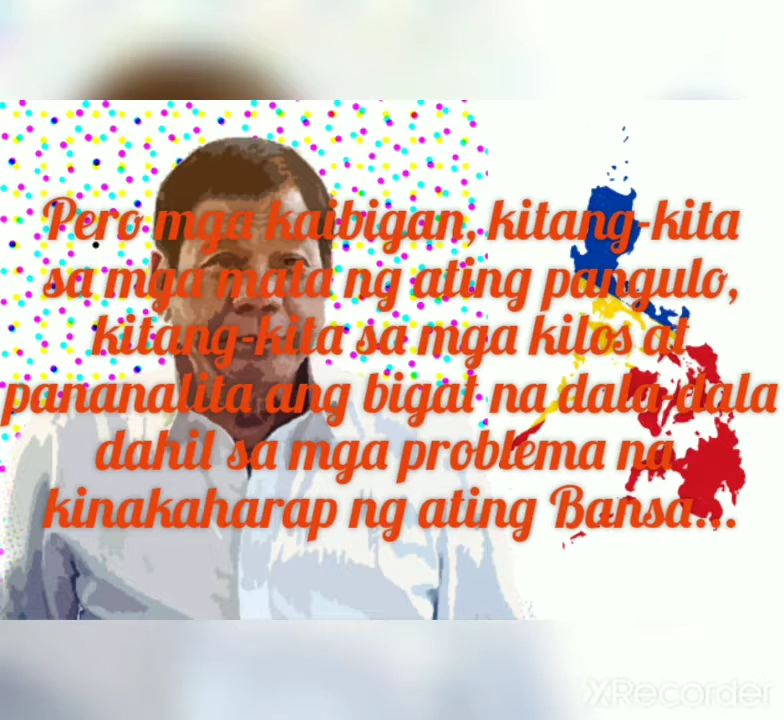 Pero mga kaibigan, kitang-kita
sa mga mata ng ating pangulo,
kitang-kita sa mga kilos at
pananalita ang bigat na dala-dala
dahil sa mga problema na
kinakaharap ng ating Bansa...
XRecorder